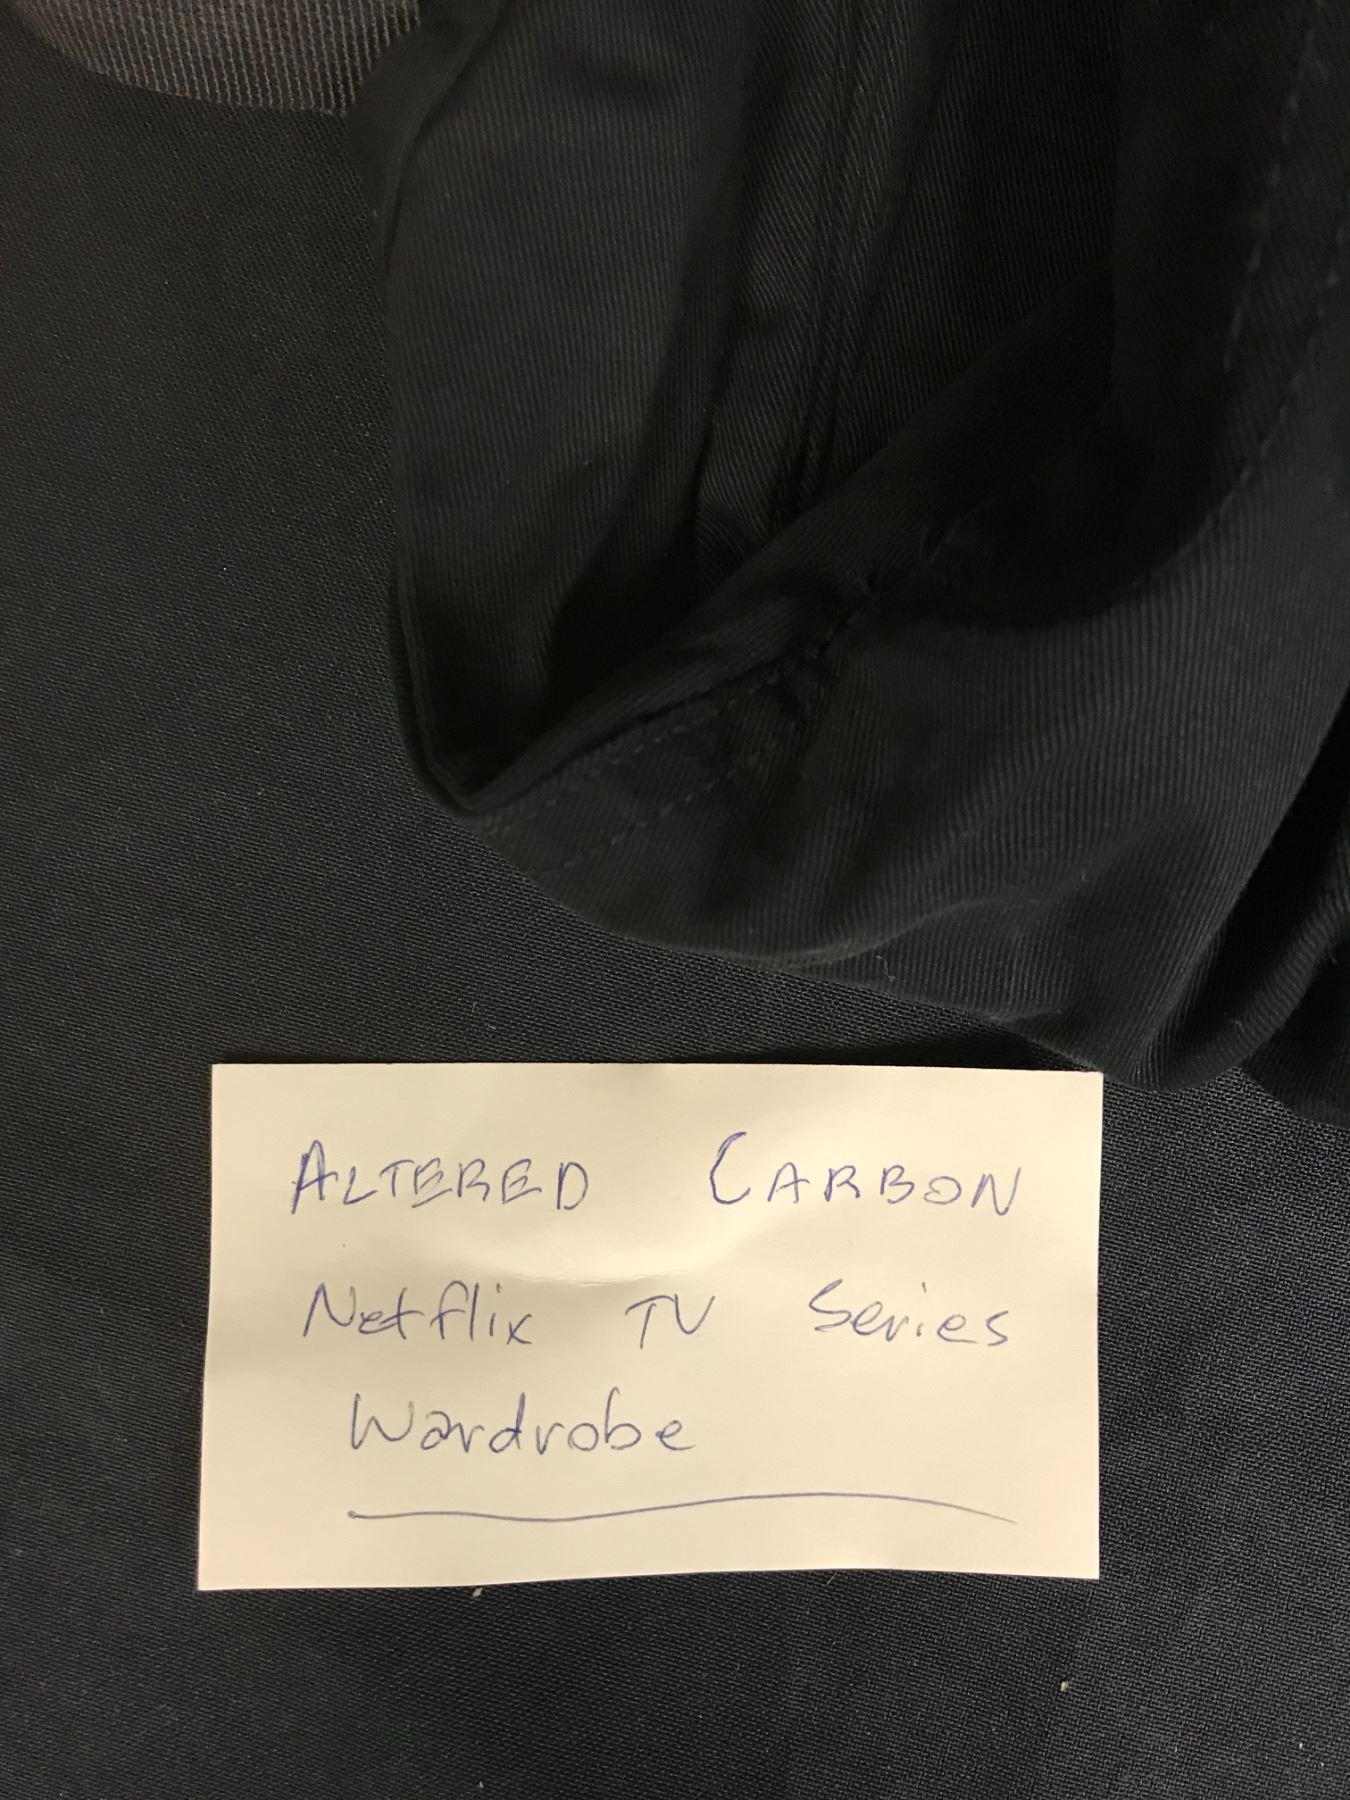 ALTERED CARBON
Netflix TV Series
Wardrobe